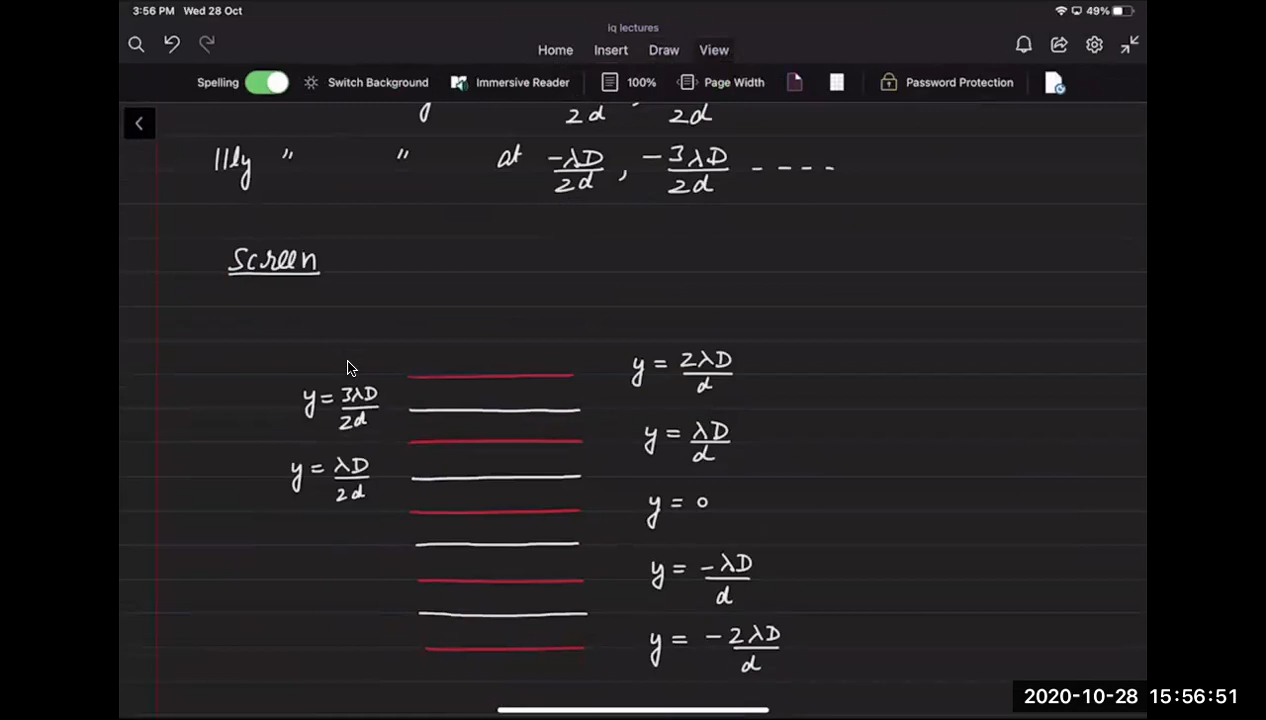 3:56 PM Wed 28 Oct 49%
iq lectures
Home Insert Draw View
Spelling Switch Background Immersive Reader 100% Page Width Password Protection
y 2d , 2d
llly " " at -λD/2d , -3λD/2d ----
Screen
y = 2λD/d
y = 3λD/2d
y = λD/d
y = λD/2d
y = 0
y = -λD/d
y = -2λD/d
2020-10-28 15:56:51